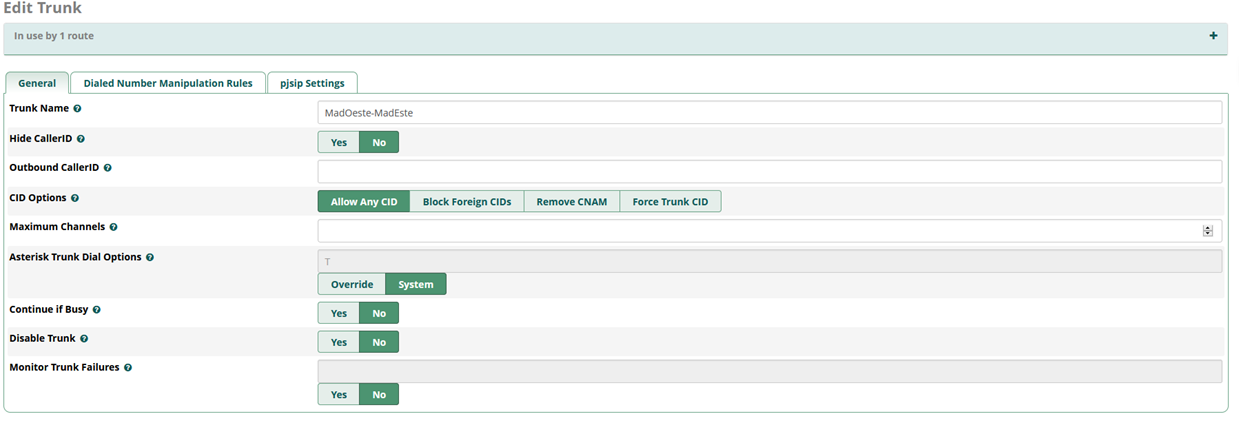 Edit Trunk
In use by 1 route +
General Dialed Number Manipulation Rules pjsip Settings
Trunk Name ? MadOeste-MadEste
Hide CallerID ? Yes No
Outbound CallerID ?
CID Options ? Allow Any CID Block Foreign CIDs Remove CNAM Force Trunk CID
Maximum Channels ?
Asterisk Trunk Dial Options ? T
Override System
Continue if Busy ? Yes No
Disable Trunk ? Yes No
Monitor Trunk Failures ?
Yes No